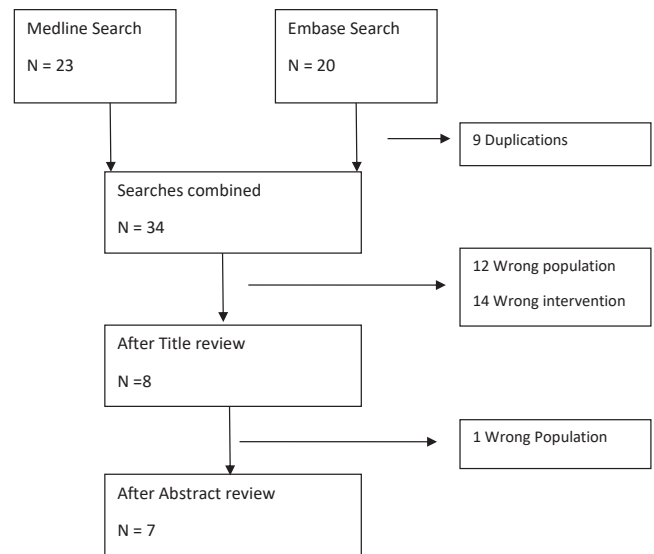 Medline Search
N = 23
Embase Search
N = 20
9 Duplications
Searches combined
N = 34
12 Wrong population
14 Wrong intervention
After Title review
N =8
1 Wrong Population
After Abstract review
N = 7